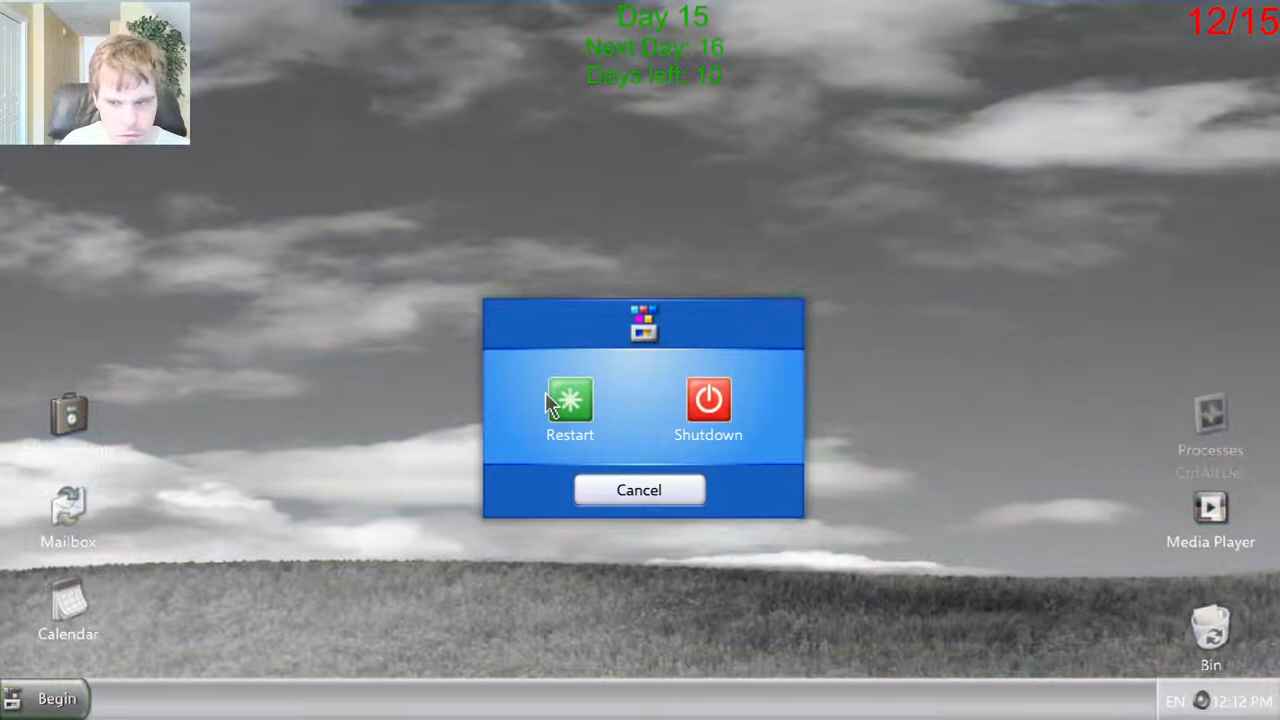 Day 15
Next Day: 16
Days left: 10
12/15
Restart
Shutdown
Cancel
Mailbox
Calendar
Processes
Media Player
Bin
Begin
EN 12:12 PM